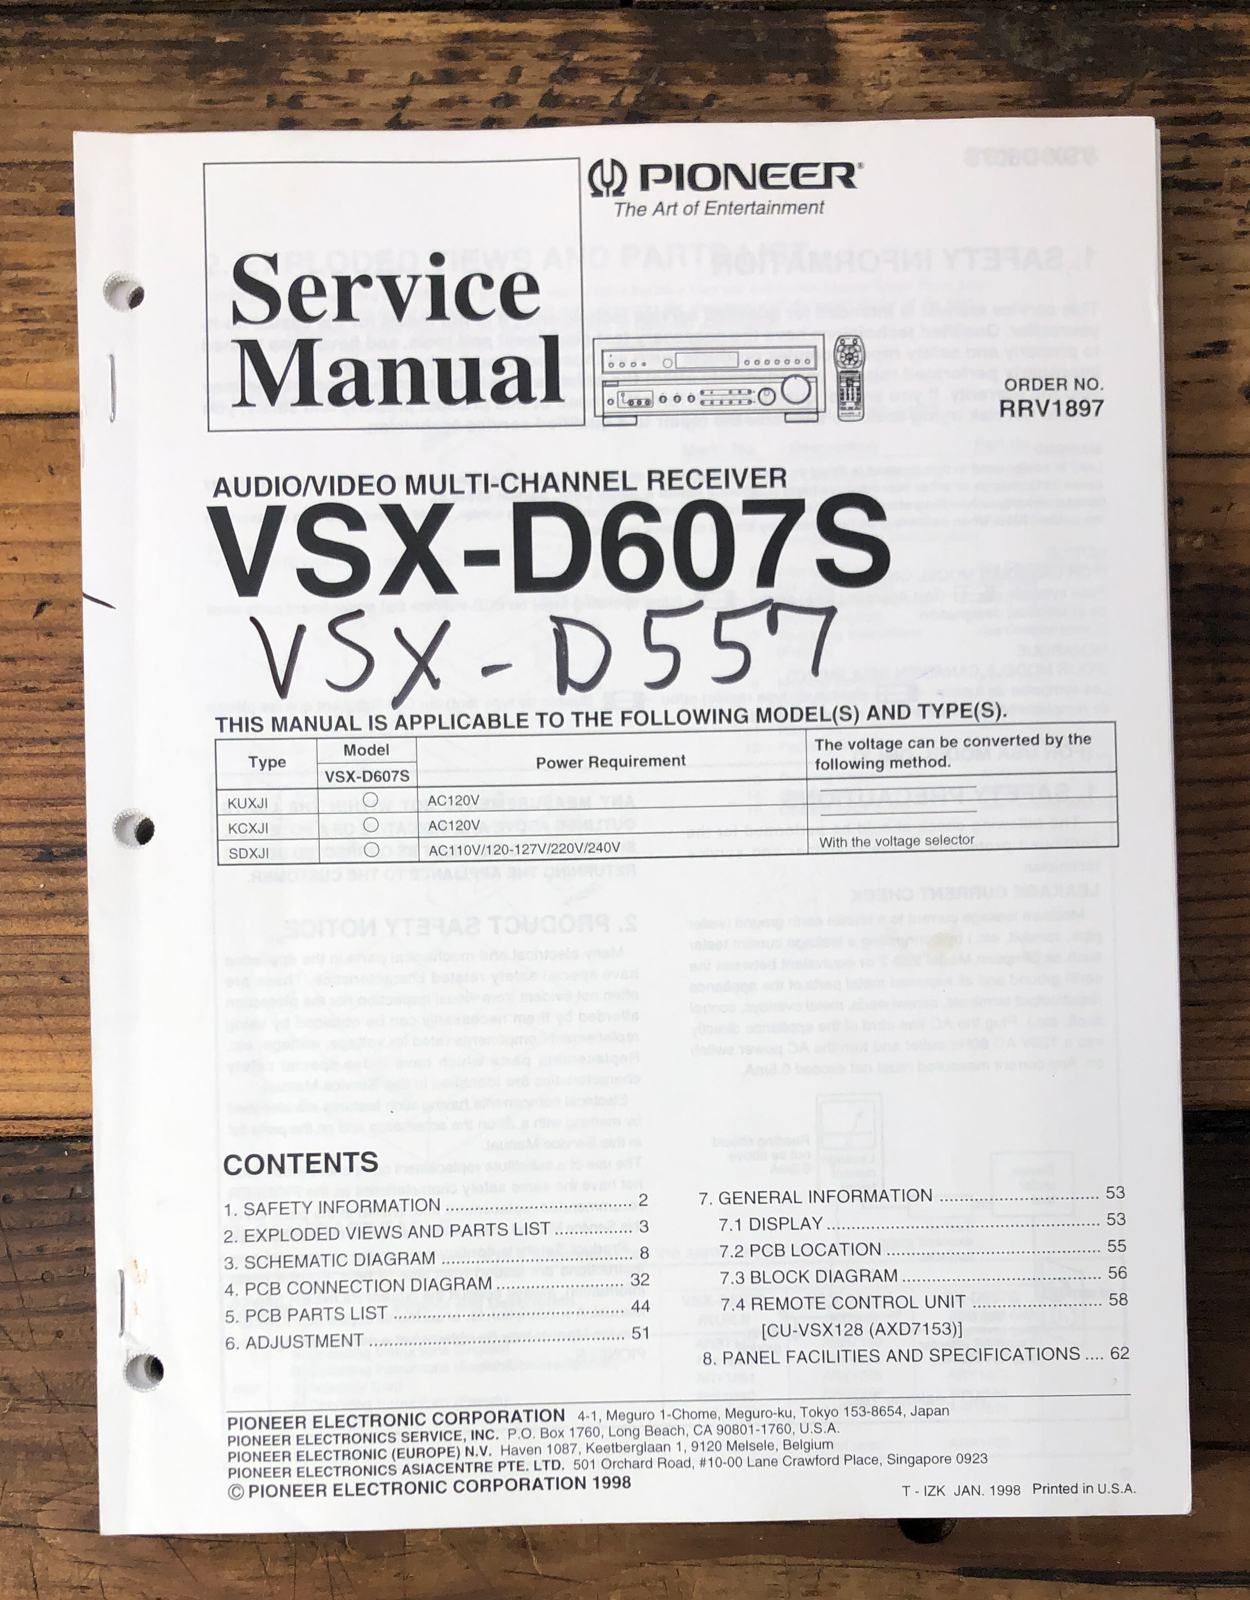 PIONEER®
The Art of Entertainment
Service
Manual
ORDER NO.
RRV1897
AUDIO/VIDEO MULTI-CHANNEL RECEIVER
VSX-D607S
VSX-D557
THIS MANUAL IS APPLICABLE TO THE FOLLOWING MODEL(S) AND TYPE(S).
Type Model Power Requirement The voltage can be converted by the following method.
VSX-D607S
KUXJI ○ AC120V
KCXJI ○ AC120V
SDXJI ○ AC110V/120-127V/220V/240V With the voltage selector
CONTENTS
1. SAFETY INFORMATION 2
2. EXPLODED VIEWS AND PARTS LIST 3
3. SCHEMATIC DIAGRAM 8
4. PCB CONNECTION DIAGRAM 32
5. PCB PARTS LIST 44
6. ADJUSTMENT 51
7. GENERAL INFORMATION 53
7.1 DISPLAY 53
7.2 PCB LOCATION 55
7.3 BLOCK DIAGRAM 56
7.4 REMOTE CONTROL UNIT 58
[CU-VSX128 (AXD7153)]
8. PANEL FACILITIES AND SPECIFICATIONS .... 62
PIONEER ELECTRONIC CORPORATION 4-1, Meguro 1-Chome, Meguro-ku, Tokyo 153-8654, Japan
PIONEER ELECTRONICS SERVICE, INC. P.O. Box 1760, Long Beach, CA 90801-1760, U.S.A.
PIONEER ELECTRONIC (EUROPE) N.V. Haven 1087, Keetberglaan 1, 9120 Melsele, Belgium
PIONEER ELECTRONICS ASIACENTRE PTE. LTD. 501 Orchard Road, #10-00 Lane Crawford Place, Singapore 0923
© PIONEER ELECTRONIC CORPORATION 1998
T - IZK JAN. 1998 Printed in U.S.A.